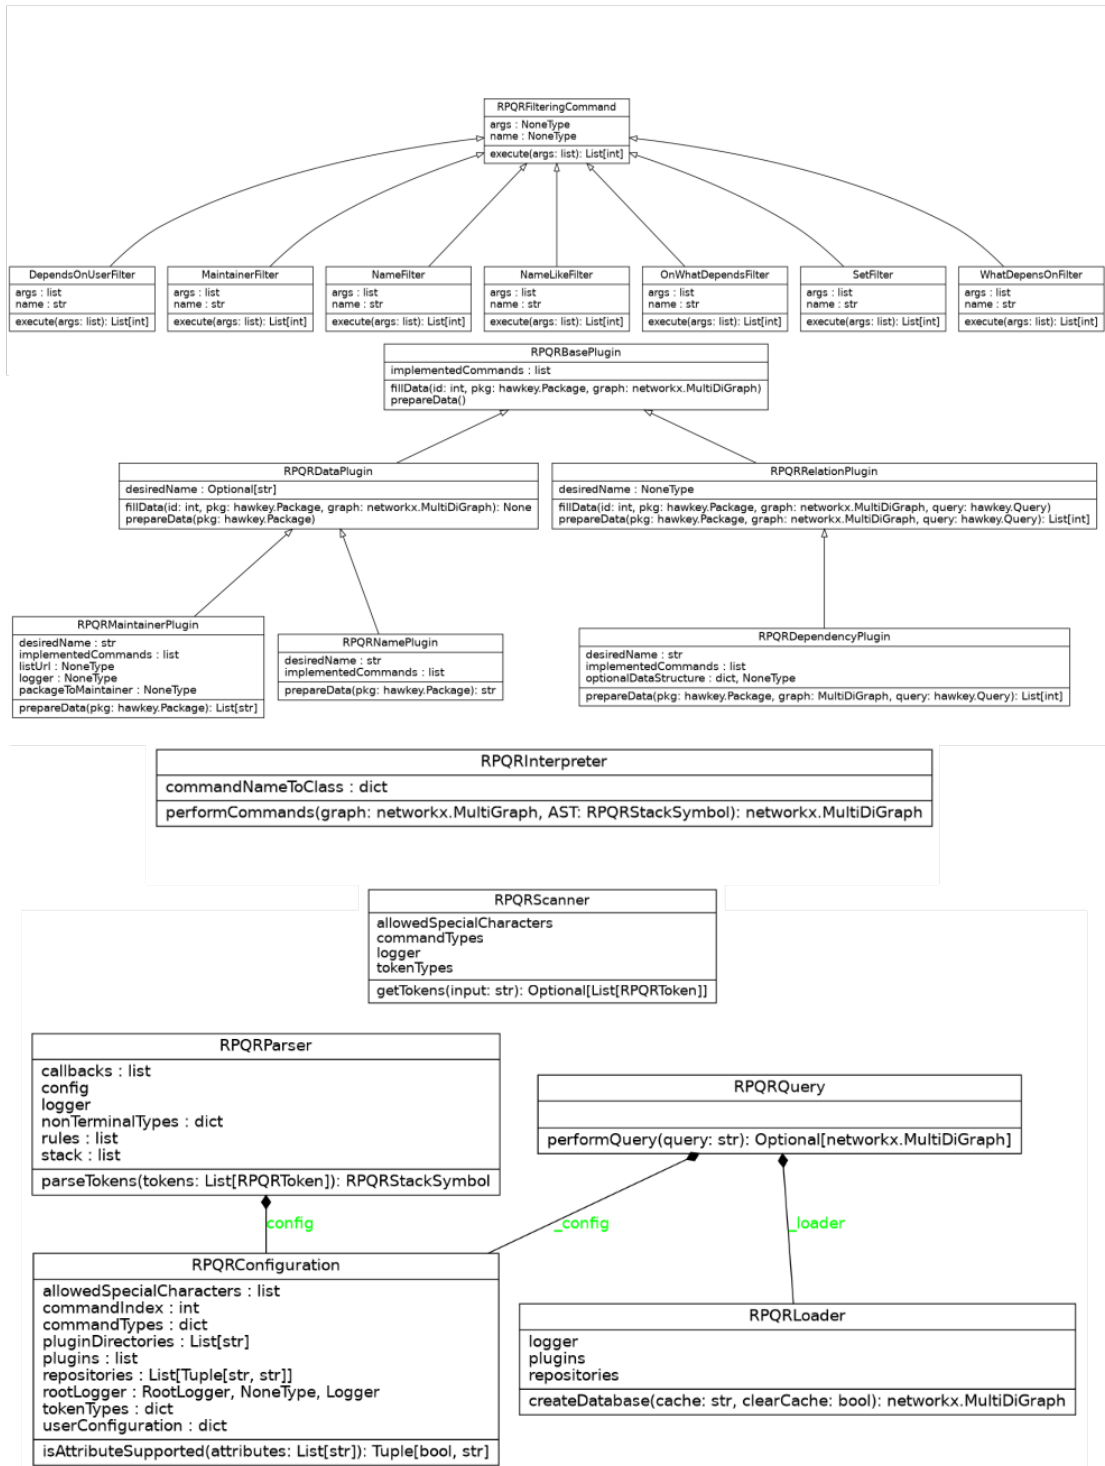 RPQRFilteringCommand
args : NoneType
name : NoneType
execute(args: list): List[int]
DependsOnUserFilter
args : list
name : str
execute(args: list): List[int]
MaintainerFilter
args : list
name : str
execute(args: list): List[int]
NameFilter
args : list
name : str
execute(args: list): List[int]
NameLikeFilter
args : list
name : str
execute(args: list): List[int]
OnWhatDependsFilter
args : list
name : str
execute(args: list): List[int]
SetFilter
args : list
name : str
execute(args: list): List[int]
WhatDepensOnFilter
args : list
name : str
execute(args: list): List[int]
RPQRBasePlugin
implementedCommands : list
fillData(id: int, pkg: hawkey.Package, graph: networkx.MultiDiGraph)
prepareData()
RPQRDataPlugin
desiredName : Optional[str]
fillData(id: int, pkg: hawkey.Package, graph: networkx.MultiDiGraph): None
prepareData(pkg: hawkey.Package)
RPQRRelationPlugin
desiredName : NoneType
fillData(id: int, pkg: hawkey.Package, graph: networkx.MultiDiGraph, query: hawkey.Query)
prepareData(pkg: hawkey.Package, graph: networkx.MultiDiGraph, query: hawkey.Query): List[int]
RPQRMaintainerPlugin
desiredName : str
implementedCommands : list
listUrl : NoneType
logger : NoneType
packageToMaintainer : NoneType
prepareData(pkg: hawkey.Package): List[str]
RPQRNamePlugin
desiredName : str
implementedCommands : list
prepareData(pkg: hawkey.Package): str
RPQRDependencyPlugin
desiredName : str
implementedCommands : list
optionalDataStructure : dict, NoneType
prepareData(pkg: hawkey.Package, graph: MultiDiGraph, query: hawkey.Query): List[int]
RPQRInterpreter
commandNameToClass : dict
performCommands(graph: networkx.MultiGraph, AST: RPQRStackSymbol): networkx.MultiDiGraph
RPQRScanner
allowedSpecialCharacters
commandTypes
logger
tokenTypes
getTokens(input: str): Optional[List[RPQRToken]]
RPQRParser
callbacks : list
config
logger
nonTerminalTypes : dict
rules : list
stack : list
parseTokens(tokens: List[RPQRToken]): RPQRStackSymbol
RPQRQuery
performQuery(query: str): Optional[networkx.MultiDiGraph]
config
_config
_loader
RPQRConfiguration
allowedSpecialCharacters : list
commandIndex : int
commandTypes : dict
pluginDirectories : List[str]
plugins : list
repositories : List[Tuple[str, str]]
rootLogger : RootLogger, NoneType, Logger
tokenTypes : dict
userConfiguration : dict
isAttributeSupported(attributes: List[str]): Tuple[bool, str]
RPQRLoader
logger
plugins
repositories
createDatabase(cache: str, clearCache: bool): networkx.MultiDiGraph